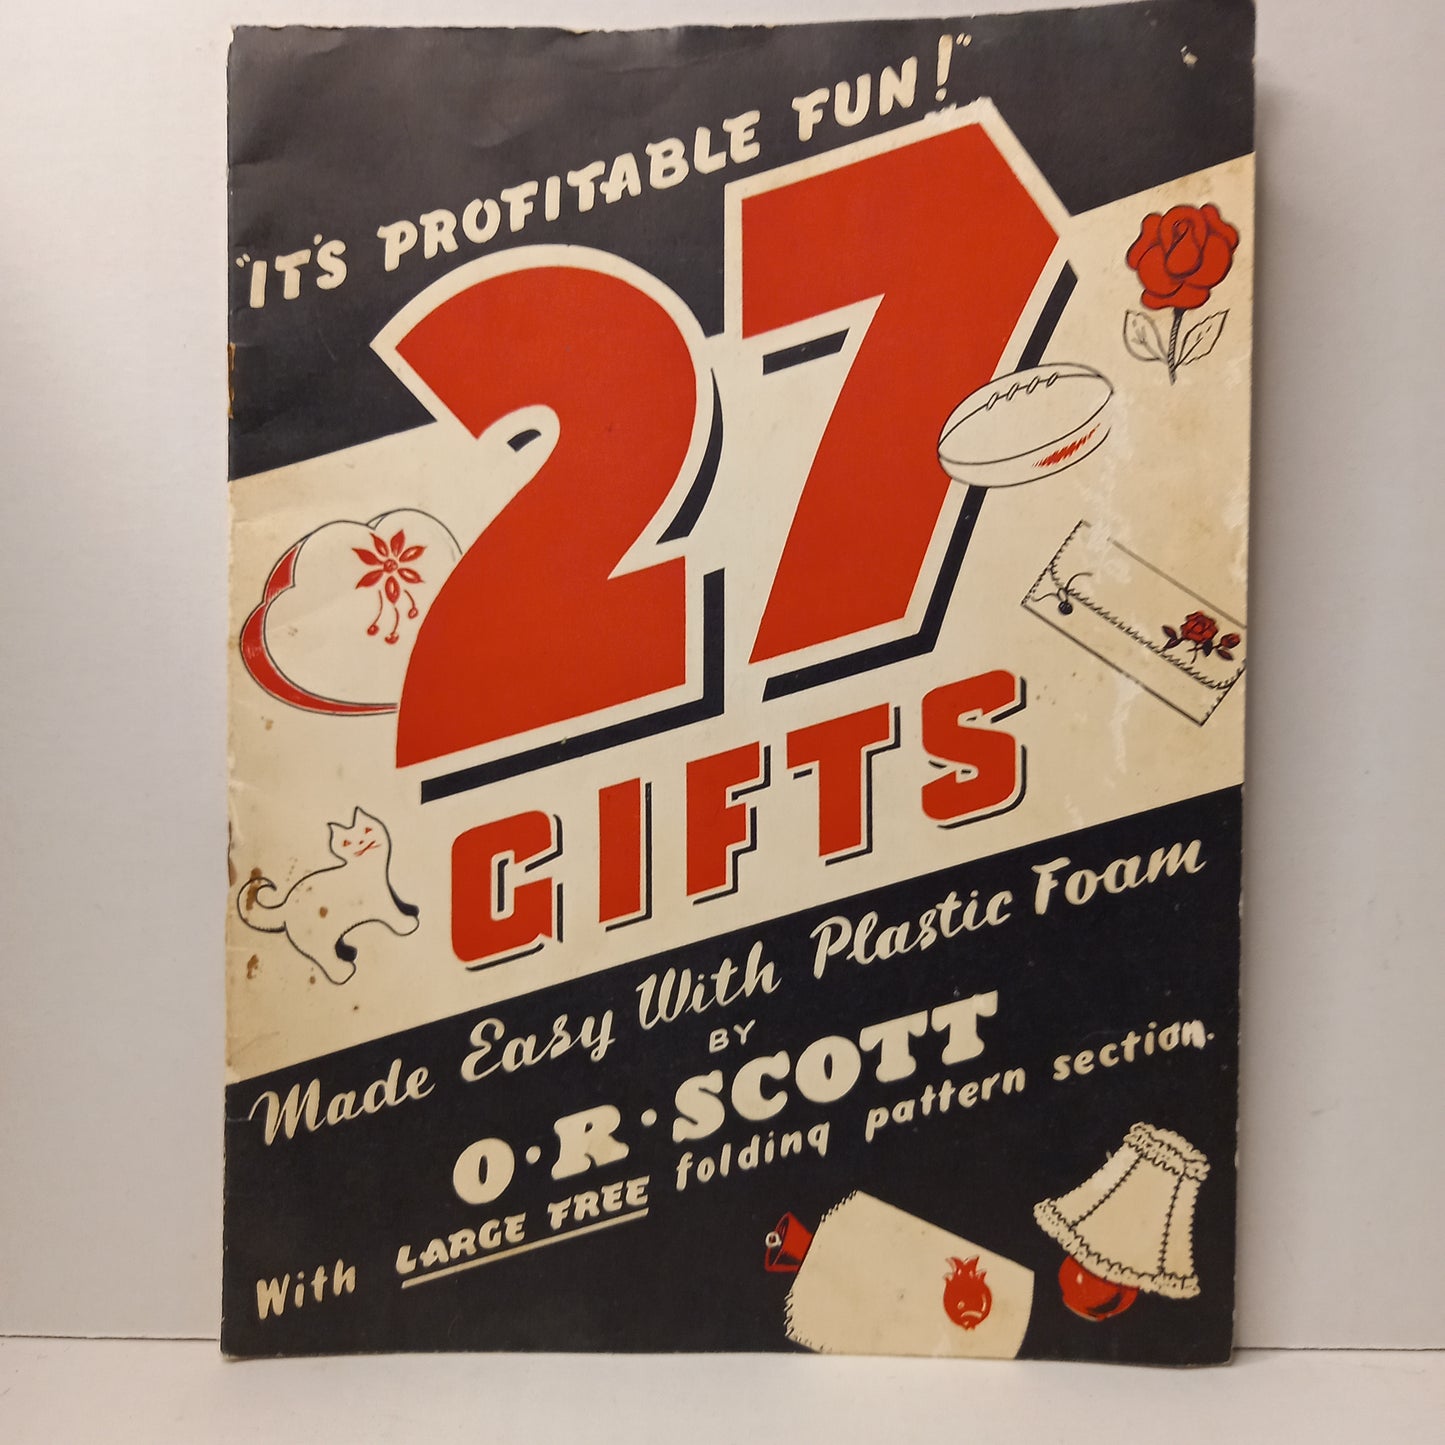 "IT'S PROFITABLE FUN!"
27
GIFTS
Made Easy With Plastic Foam
BY
O·R·SCOTT
With LARGE FREE folding pattern section.